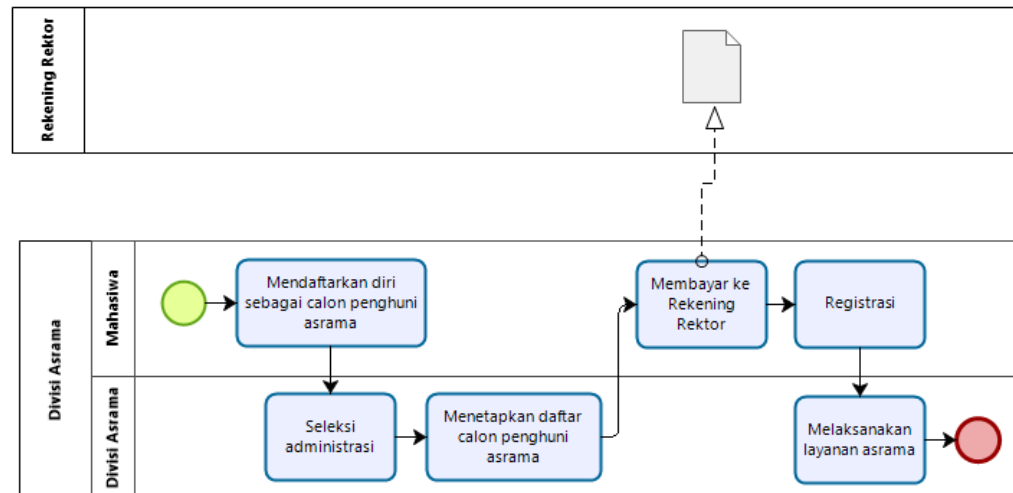 Rekening Rektor
Divisi Asrama
Mahasiwa
Mendaftarkan diri
sebagai calon penghuni
asrama
Membayar ke
Rekening
Rektor
Registrasi
Divisi Asrama
Seleksi
administrasi
Menetapkan daftar
calon penghuni
asrama
Melaksanakan
layanan asrama